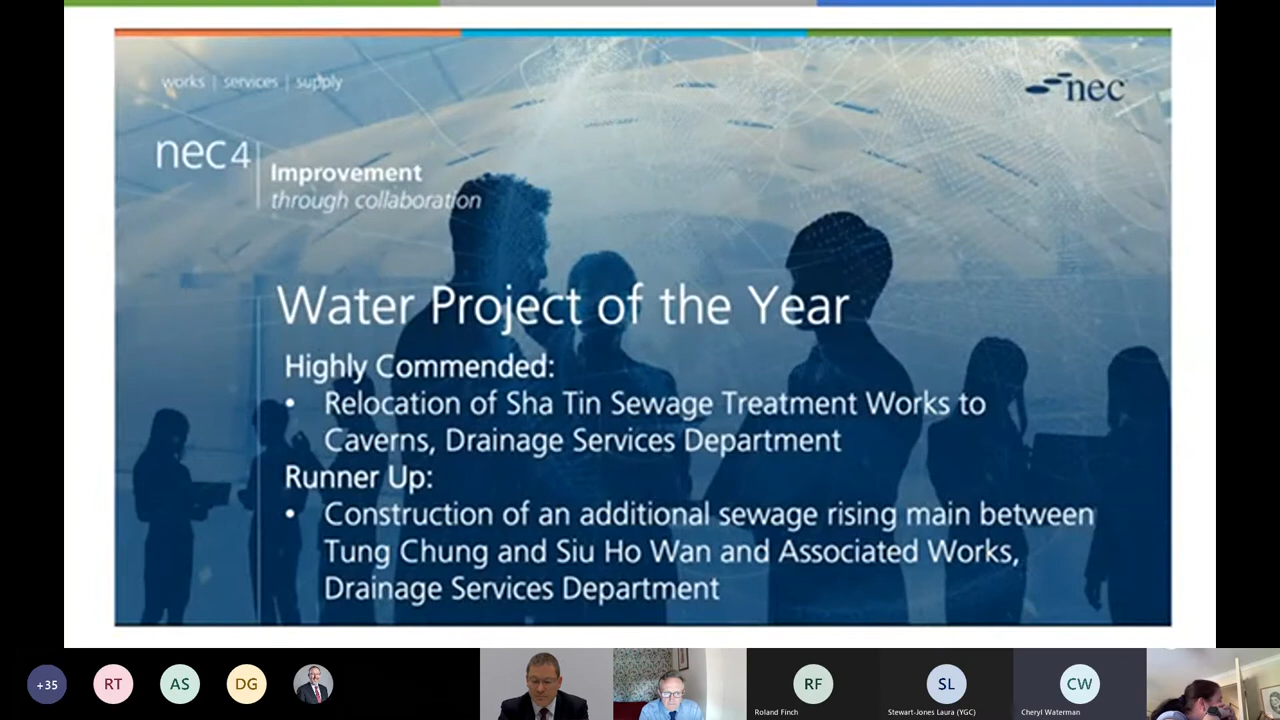 works | services | supply
nec
nec4
Improvement
through collaboration
Water Project of the Year
Highly Commended:
• Relocation of Sha Tin Sewage Treatment Works to
Caverns, Drainage Services Department
Runner Up:
• Construction of an additional sewage rising main between
Tung Chung and Siu Ho Wan and Associated Works,
Drainage Services Department
+35
RT
AS
DG
RF
SL
CW
Roland Finch
Stewart-Jones Laura (YGC)
Cheryl Waterman